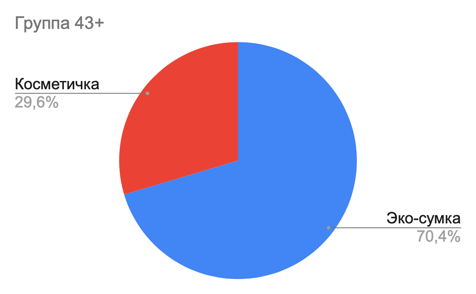 Группа 43+
Косметичка
29,6%
Эко-сумка
70,4%